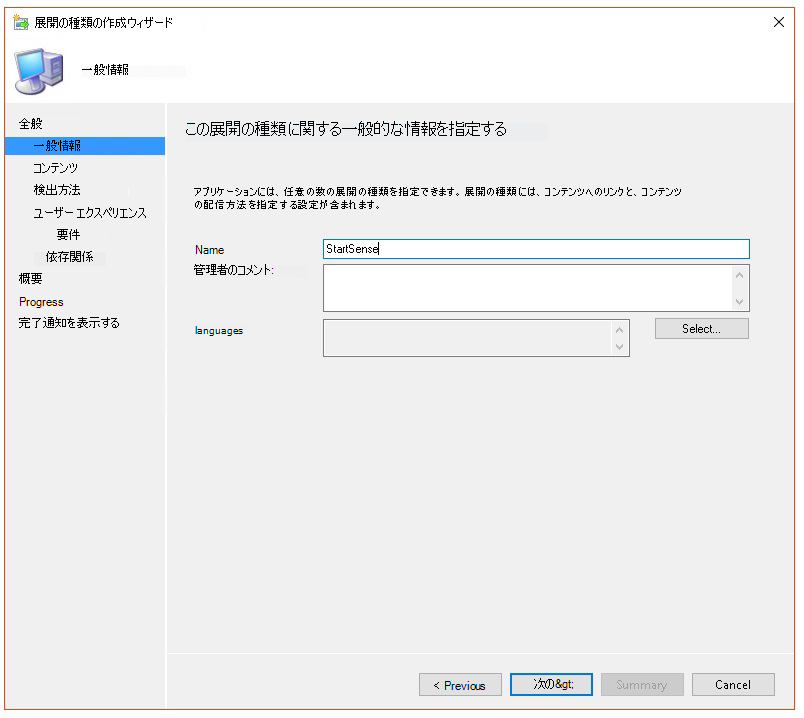 展開の種類の作成ウィザード
一般情報
全般
一般情報
コンテンツ
検出方法
ユーザー エクスペリエンス
要件
依存関係
概要
Progress
完了通知を表示する
この展開の種類に関する一般的な情報を指定する
アプリケーションには、任意の数の展開の種類を指定できます。展開の種類には、コンテンツへのリンクと、コンテンツ
の配信方法を指定する設定が含まれます。
Name
StartSense
管理者のコメント:
languages
Select...
< Previous
次の&gt;
Summary
Cancel